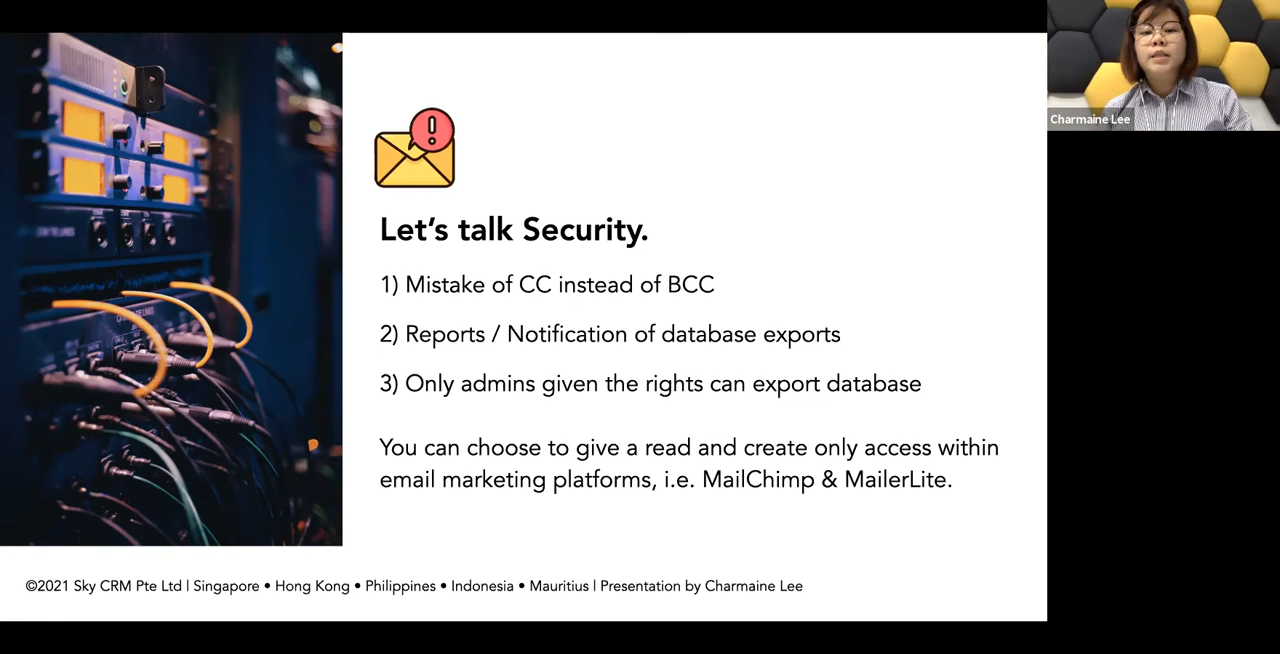 Charmaine Lee
Let’s talk Security.
1) Mistake of CC instead of BCC
2) Reports / Notification of database exports
3) Only admins given the rights can export database
You can choose to give a read and create only access within
email marketing platforms, i.e. MailChimp & MailerLite.
©2021 Sky CRM Pte Ltd | Singapore • Hong Kong • Philippines • Indonesia • Mauritius | Presentation by Charmaine Lee